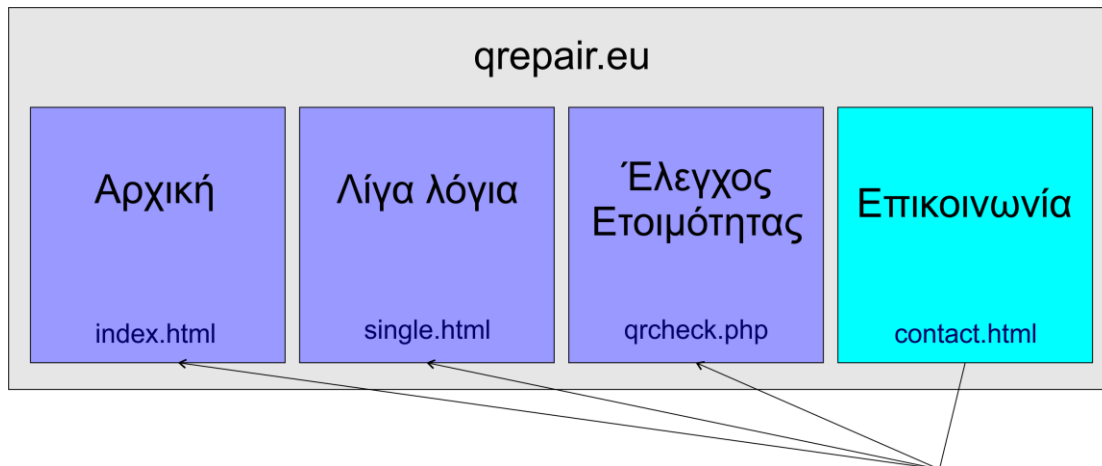 qrepair.eu
Αρχική
Λίγα λόγια
Έλεγχος
Ετοιμότητας
Επικοινωνία
index.html
single.html
qrcheck.php
contact.html